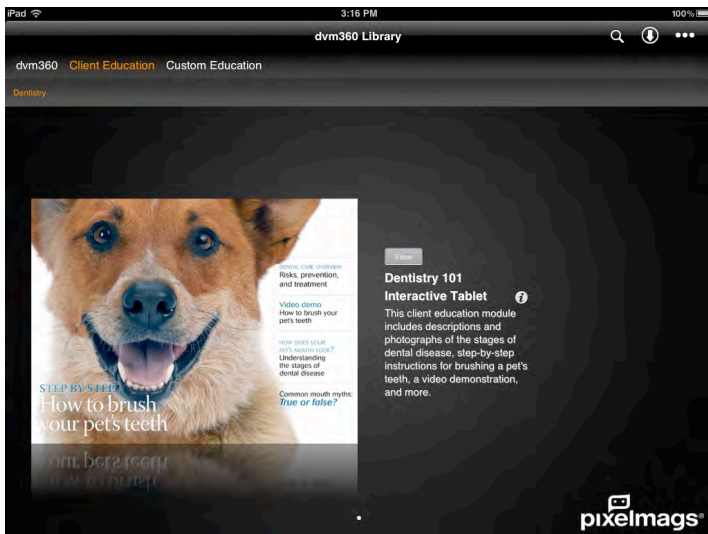 iPad 3:16 PM 100%
dvm360 Library
dvm360 Client Education Custom Education
Dentistry
DENTAL CARE OVERVIEW
Risks, prevention,
and treatment
Video demo
How to brush your
pet's teeth
HOW DOES YOUR
PET'S MOUTH LOOK?
Understanding
the stages of
dental disease
Common mouth myths:
True or false?
STEP BY STEP
How to brush
your pet's teeth
View
Dentistry 101
Interactive Tablet
This client education module
includes descriptions and
photographs of the stages of
dental disease, step-by-step
instructions for brushing a pet's
teeth, a video demonstration,
and more.
pixelmags®